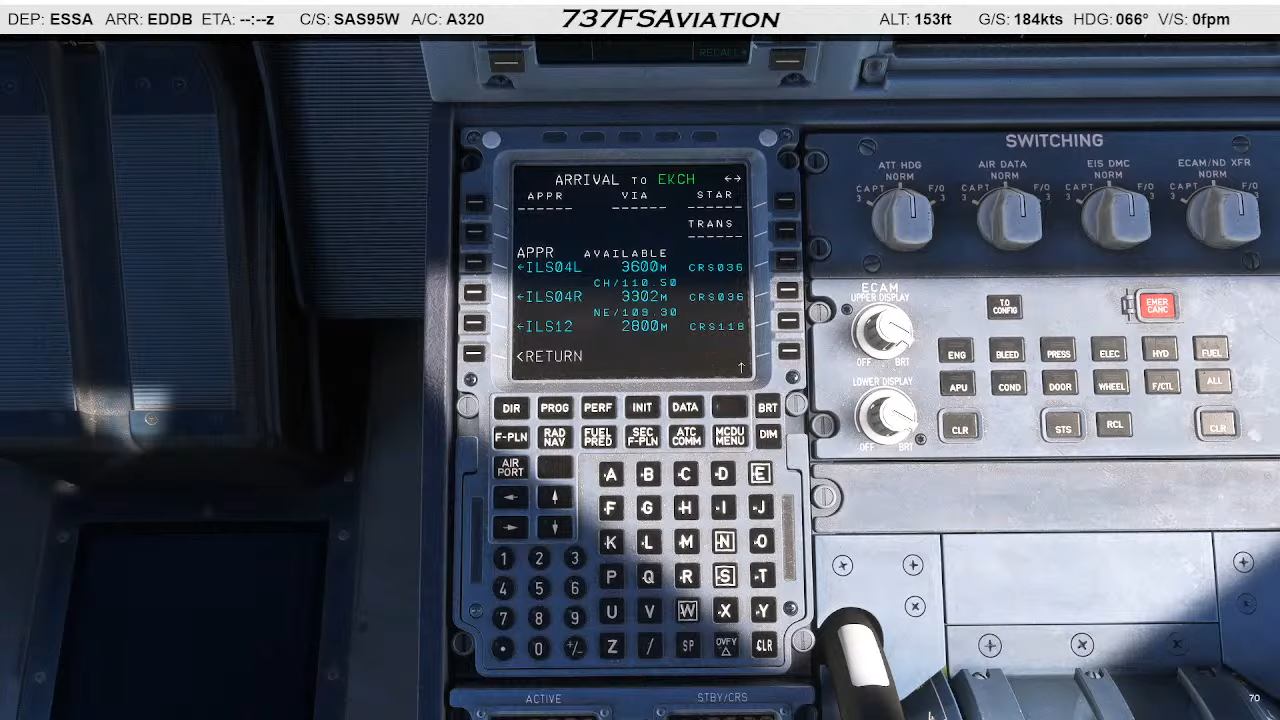 DEP: ESSA ARR: EDDB ETA: --:--z C/S: SAS95W A/C: A320 737FSAVIATION ALT: 153ft G/S: 184kts HDG: 066° V/S: 0fpm
RECALL
ARRIVAL TO EKCH ←→
APPR VIA STAR
------ ------ ------
TRANS
------
APPR AVAILABLE
←ILS04L 3600M CRS036
CH/110.50
←ILS04R 3302M CRS036
NE/109.30
←ILS12 2800M CRS118
<RETURN ↑
DIR PROG PERF INIT DATA BRT
F-PLN RAD NAV FUEL PRED SEC F-PLN ATC COMM MCDU MENU DIM
AIR PORT
← ↑
→ ↓
A B C D E
F G H I J
K L M N O
P Q R S T
U V W X Y
Z / SP OVFY △ CLR
1 2 3
4 5 6
7 8 9
. 0 +/-
ACTIVE STBY/CRS
SWITCHING
ATT HDG AIR DATA EIS DMC ECAM/ND XFR
NORM NORM NORM NORM
CAPT 3 F/O 3 CAPT 3 F/O 3 CAPT 3 F/O 3 CAPT F/O
ECAM
UPPER DISPLAY
OFF BRT
T.O CONFIG
EMER CANC
LOWER DISPLAY
OFF BRT
ENG BLEED PRESS ELEC HYD FUEL
APU COND DOOR WHEEL F/CTL ALL
CLR STS RCL CLR
70